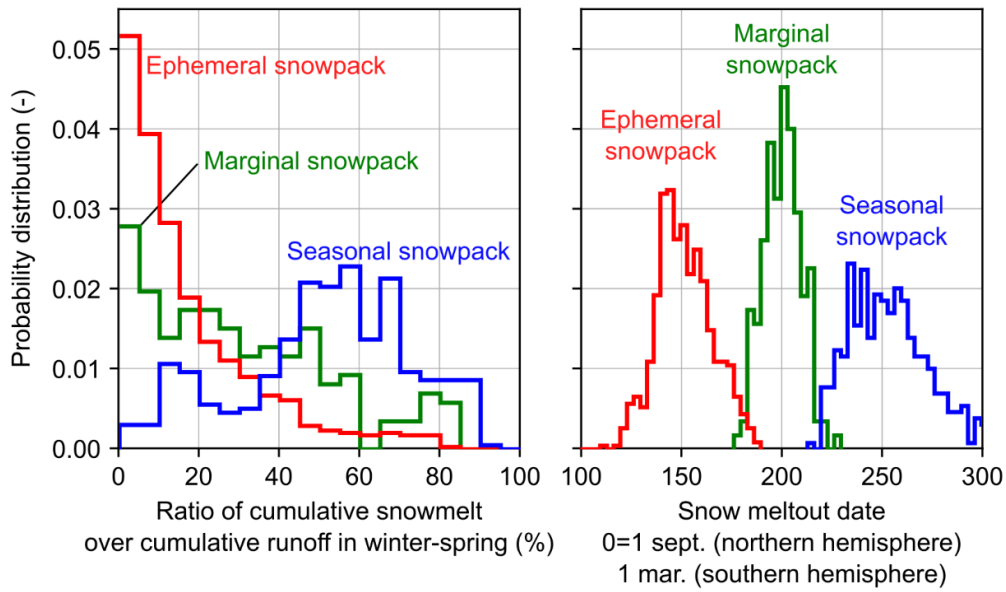 Probability distribution (-)
0.05
0.04
0.03
0.02
0.01
0.00
Ephemeral snowpack
Marginal snowpack
Seasonal snowpack
0 20 40 60 80 100
Ratio of cumulative snowmelt
over cumulative runoff in winter-spring (%)
Marginal
snowpack
Ephemeral
snowpack
Seasonal
snowpack
100 150 200 250 300
Snow meltout date
0=1 sept. (northern hemisphere)
1 mar. (southern hemisphere)